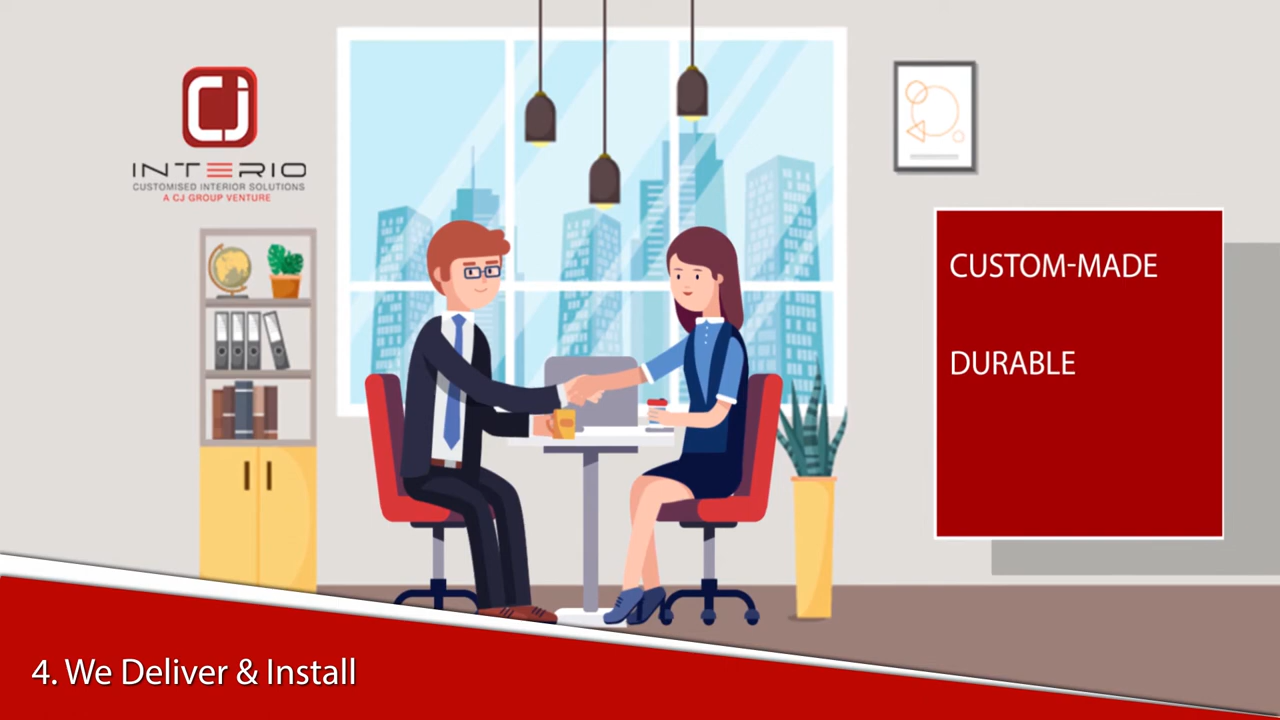 CJ
INTERIO
CUSTOMISED INTERIOR SOLUTIONS
A CJ GROUP VENTURE
CUSTOM-MADE
DURABLE
4. We Deliver & Install